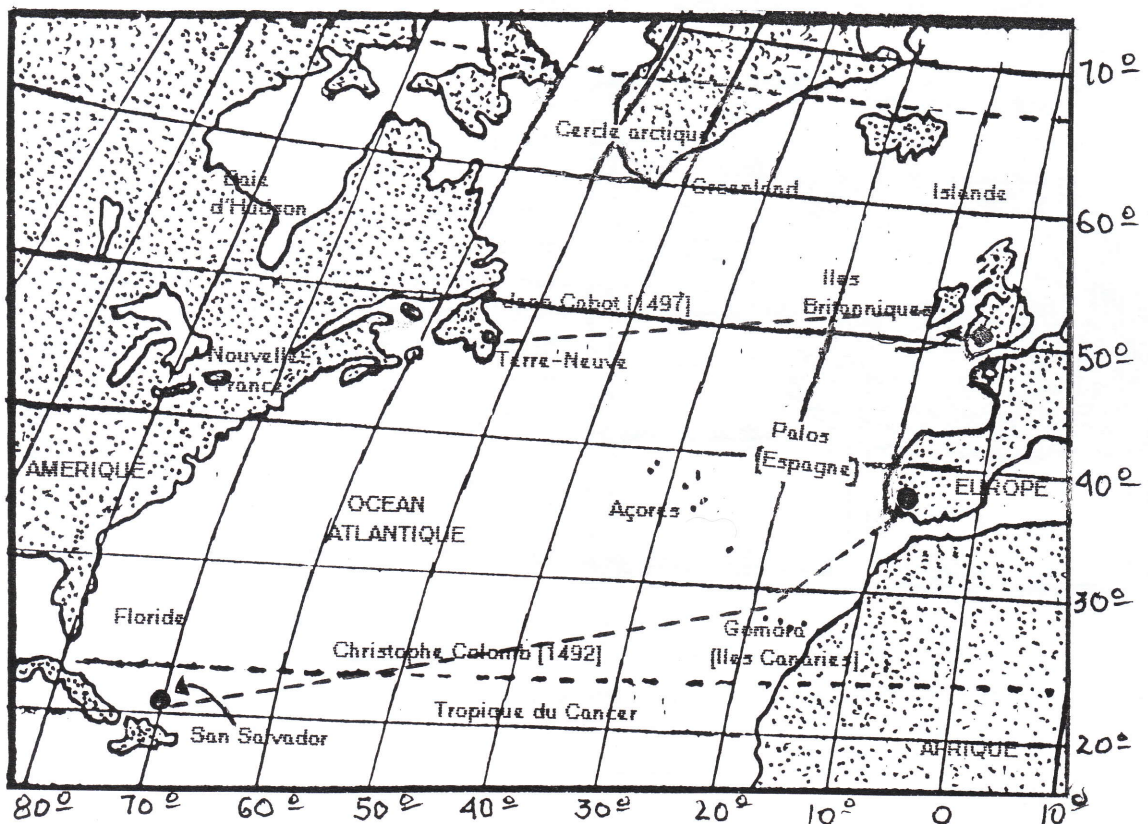 70º
Cercle arctique
Baie
d'Hudson
Greenland
Islande
60º
Iles
Britanniques
Jean Cabot [1497]
Nouvelle
France
Terre-Neuve
50º
Palos
[Espagne]
AMERIQUE
EUROPE
40º
OCEAN
ATLANTIQUE
Açores
30º
Floride
Gomora
[Iles Canaries]
Christophe Colomb [1492]
Tropique du Cancer
San Salvador
AFRIQUE
20º
80º 70º 60º 50º 40º 30º 20º 10º 0 10º